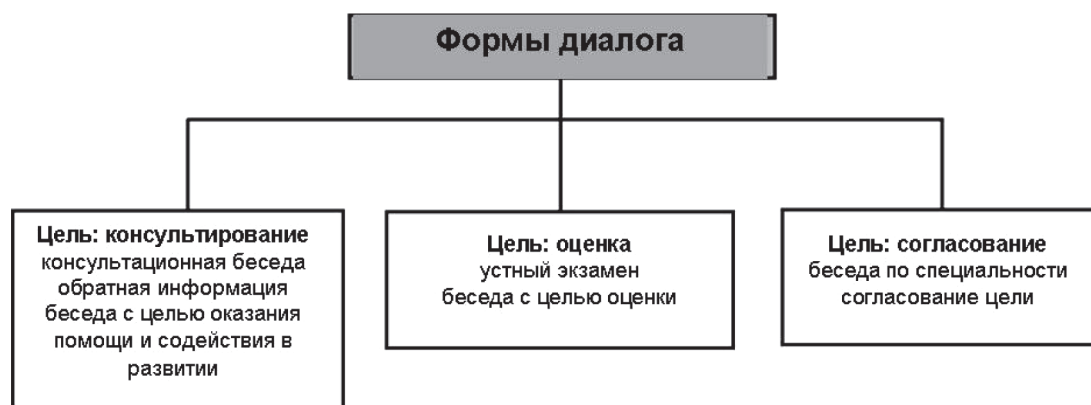 Формы диалога
Цель: консультирование
консультационная беседа
обратная информация
беседа с целью оказания
помощи и содействия в
развитии
Цель: оценка
устный экзамен
беседа с целью оценки
Цель: согласование
беседа по специальности
согласование цели